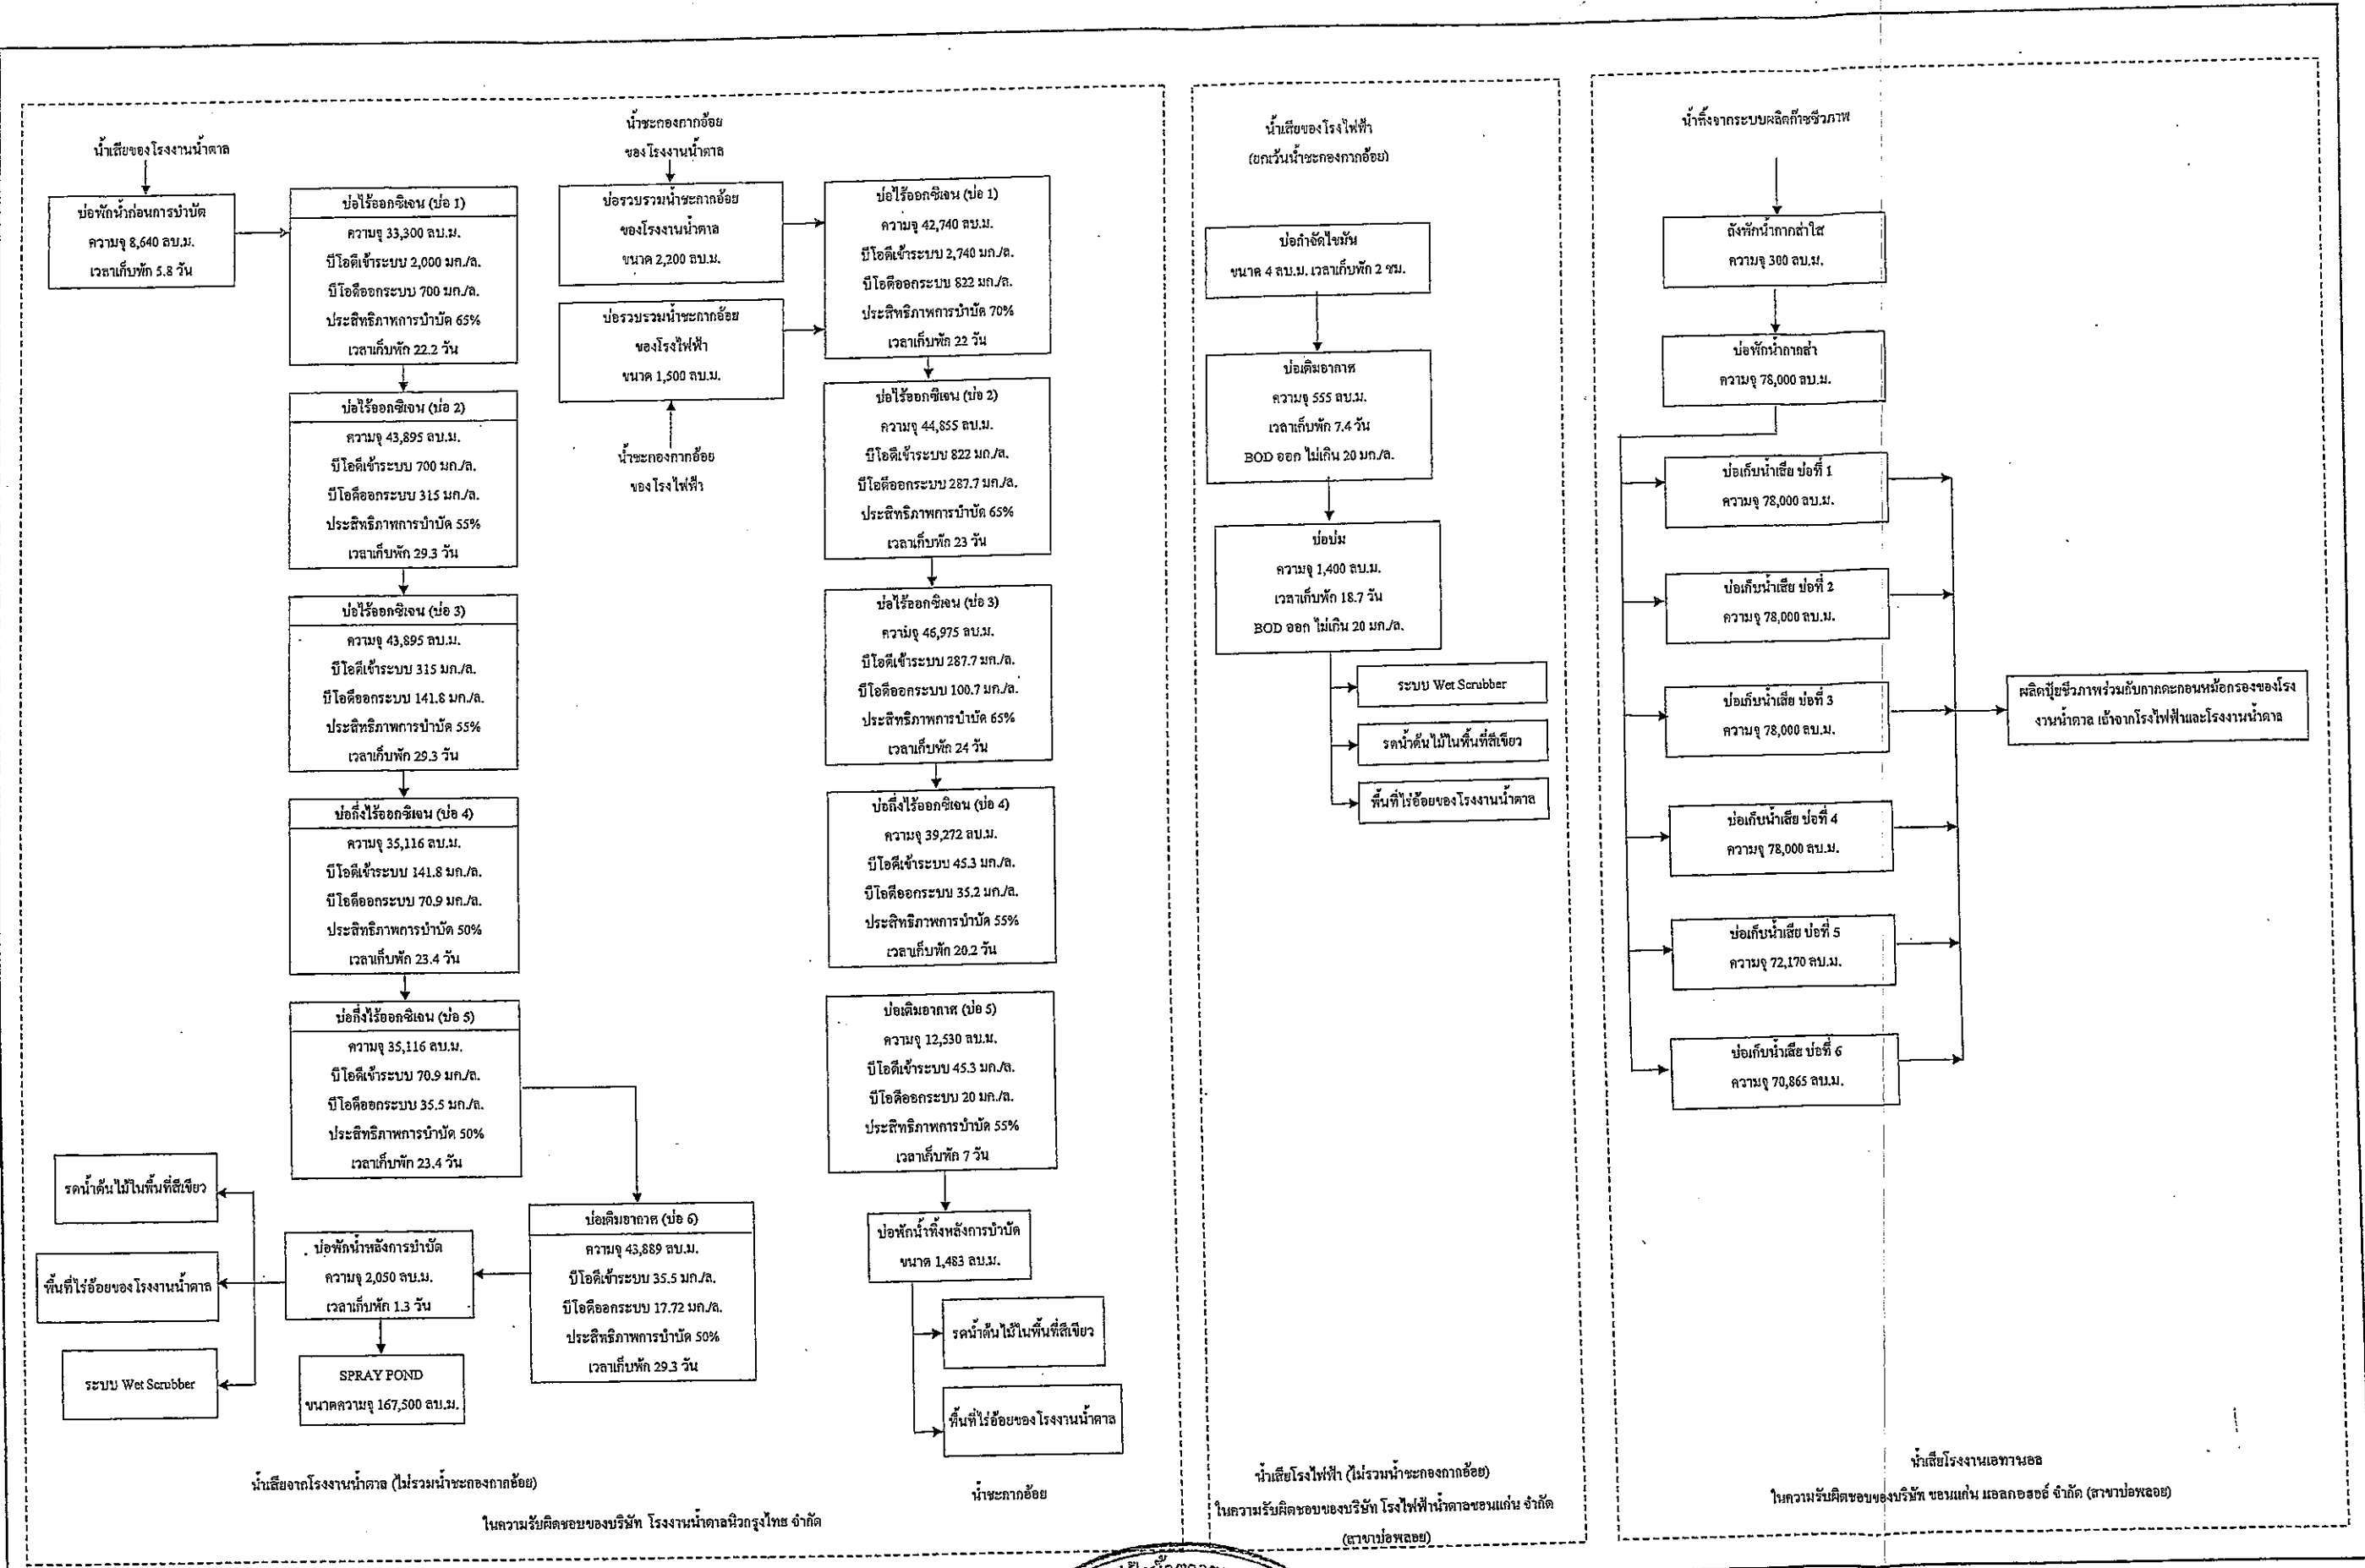 น้ำเสียของโรงงานน้ำตาล
บ่อพักน้ำก่อนการบำบัด
ความจุ 8,640 ลบ.ม.
เวลาเก็บพัก 5.8 วัน
บ่อไร้ออกซิเจน (บ่อ 1)
ความจุ 33,300 ลบ.ม.
บีโอดีเข้าระบบ 2,000 มก./ล.
บีโอดีออกระบบ 700 มก./ล.
ประสิทธิภาพการบำบัด 65%
เวลาเก็บพัก 22.2 วัน
บ่อไร้ออกซิเจน (บ่อ 2)
ความจุ 43,895 ลบ.ม.
บีโอดีเข้าระบบ 700 มก./ล.
บีโอดีออกระบบ 315 มก./ล.
ประสิทธิภาพการบำบัด 55%
เวลาเก็บพัก 29.3 วัน
บ่อไร้ออกซิเจน (บ่อ 3)
ความจุ 43,895 ลบ.ม.
บีโอดีเข้าระบบ 315 มก./ล.
บีโอดีออกระบบ 141.8 มก./ล.
ประสิทธิภาพการบำบัด 55%
เวลาเก็บพัก 29.3 วัน
บ่อกึ่งไร้ออกซิเจน (บ่อ 4)
ความจุ 35,116 ลบ.ม.
บีโอดีเข้าระบบ 141.8 มก./ล.
บีโอดีออกระบบ 70.9 มก./ล.
ประสิทธิภาพการบำบัด 50%
เวลาเก็บพัก 23.4 วัน
บ่อกึ่งไร้ออกซิเจน (บ่อ 5)
ความจุ 35,116 ลบ.ม.
บีโอดีเข้าระบบ 70.9 มก./ล.
บีโอดีออกระบบ 35.5 มก./ล.
ประสิทธิภาพการบำบัด 50%
เวลาเก็บพัก 23.4 วัน
บ่อเติมอากาศ (บ่อ 6)
ความจุ 43,889 ลบ.ม.
บีโอดีเข้าระบบ 35.5 มก./ล.
บีโอดีออกระบบ 17.72 มก./ล.
ประสิทธิภาพการบำบัด 50%
เวลาเก็บพัก 29.3 วัน
บ่อพักน้ำหลังการบำบัด
ความจุ 2,050 ลบ.ม.
เวลาเก็บพัก 1.3 วัน
รดน้ำต้นไม้ในพื้นที่สีเขียว
พื้นที่ไร่อ้อยของโรงงานน้ำตาล
ระบบ Wet Scrubber
SPRAY POND
ขนาดความจุ 167,500 ลบ.ม.
น้ำเสียจากโรงงานน้ำตาล (ไม่รวมน้ำชะกองกากอ้อย)
น้ำชะกองกากอ้อย
ของโรงงานน้ำตาล
บ่อรวบรวมน้ำชะกากอ้อย
ของโรงงานน้ำตาล
ขนาด 2,200 ลบ.ม.
บ่อรวบรวมน้ำชะกากอ้อย
ของโรงไฟฟ้า
ขนาด 1,500 ลบ.ม.
น้ำชะกองกากอ้อย
ของโรงไฟฟ้า
บ่อไร้ออกซิเจน (บ่อ 1)
ความจุ 42,740 ลบ.ม.
บีโอดีเข้าระบบ 2,740 มก./ล.
บีโอดีออกระบบ 822 มก./ล.
ประสิทธิภาพการบำบัด 70%
เวลาเก็บพัก 22 วัน
บ่อไร้ออกซิเจน (บ่อ 2)
ความจุ 44,855 ลบ.ม.
บีโอดีเข้าระบบ 822 มก./ล.
บีโอดีออกระบบ 287.7 มก./ล.
ประสิทธิภาพการบำบัด 65%
เวลาเก็บพัก 23 วัน
บ่อไร้ออกซิเจน (บ่อ 3)
ความจุ 46,975 ลบ.ม.
บีโอดีเข้าระบบ 287.7 มก./ล.
บีโอดีออกระบบ 100.7 มก./ล.
ประสิทธิภาพการบำบัด 65%
เวลาเก็บพัก 24 วัน
บ่อกึ่งไร้ออกซิเจน (บ่อ 4)
ความจุ 39,272 ลบ.ม.
บีโอดีเข้าระบบ 45.3 มก./ล.
บีโอดีออกระบบ 35.2 มก./ล.
ประสิทธิภาพการบำบัด 55%
เวลาเก็บพัก 20.2 วัน
บ่อเติมอากาศ (บ่อ 5)
ความจุ 12,530 ลบ.ม.
บีโอดีเข้าระบบ 45.3 มก./ล.
บีโอดีออกระบบ 20 มก./ล.
ประสิทธิภาพการบำบัด 55%
เวลาเก็บพัก 7 วัน
บ่อพักน้ำทิ้งหลังการบำบัด
ขนาด 1,483 ลบ.ม.
รดน้ำต้นไม้ในพื้นที่สีเขียว
พื้นที่ไร่อ้อยของโรงงานน้ำตาล
น้ำชะกากอ้อย
ในความรับผิดชอบของบริษัท โรงงานน้ำตาลนิวกรุงไทย จำกัด
น้ำเสียของโรงไฟฟ้า
(ยกเว้นน้ำชะกองกากอ้อย)
บ่อกำจัดไขมัน
ขนาด 4 ลบ.ม. เวลาเก็บพัก 2 ชม.
บ่อเติมอากาศ
ความจุ 555 ลบ.ม.
เวลาเก็บพัก 7.4 วัน
BOD ออก ไม่เกิน 20 มก./ล.
บ่อบ่ม
ความจุ 1,400 ลบ.ม.
เวลาเก็บพัก 18.7 วัน
BOD ออก ไม่เกิน 20 มก./ล.
ระบบ Wet Scrubber
รดน้ำต้นไม้ในพื้นที่สีเขียว
พื้นที่ไร่อ้อยของโรงงานน้ำตาล
น้ำเสียโรงไฟฟ้า (ไม่รวมน้ำชะกองกากอ้อย)
ในความรับผิดชอบของบริษัท โรงไฟฟ้าน้ำตาลขอนแก่น จำกัด
(สาขาบ่อพลอย)
น้ำทิ้งจากระบบผลิตก๊าซชีวภาพ
ถังพักน้ำกากส่าใส
ความจุ 300 ลบ.ม.
บ่อพักน้ำกากส่า
ความจุ 78,000 ลบ.ม.
บ่อเก็บน้ำเสีย บ่อที่ 1
ความจุ 78,000 ลบ.ม.
บ่อเก็บน้ำเสีย บ่อที่ 2
ความจุ 78,000 ลบ.ม.
บ่อเก็บน้ำเสีย บ่อที่ 3
ความจุ 78,000 ลบ.ม.
บ่อเก็บน้ำเสีย บ่อที่ 4
ความจุ 78,000 ลบ.ม.
บ่อเก็บน้ำเสีย บ่อที่ 5
ความจุ 72,170 ลบ.ม.
บ่อเก็บน้ำเสีย บ่อที่ 6
ความจุ 70,865 ลบ.ม.
ผลิตปุ๋ยชีวภาพร่วมกับกากตะกอนหม้อกรองของโรง
งานน้ำตาล เถ้าจากโรงไฟฟ้าและโรงงานน้ำตาล
น้ำเสียโรงงานเอทานอล
ในความรับผิดชอบของบริษัท ขอนแก่น แอลกอฮอล์ จำกัด (สาขาบ่อพลอย)